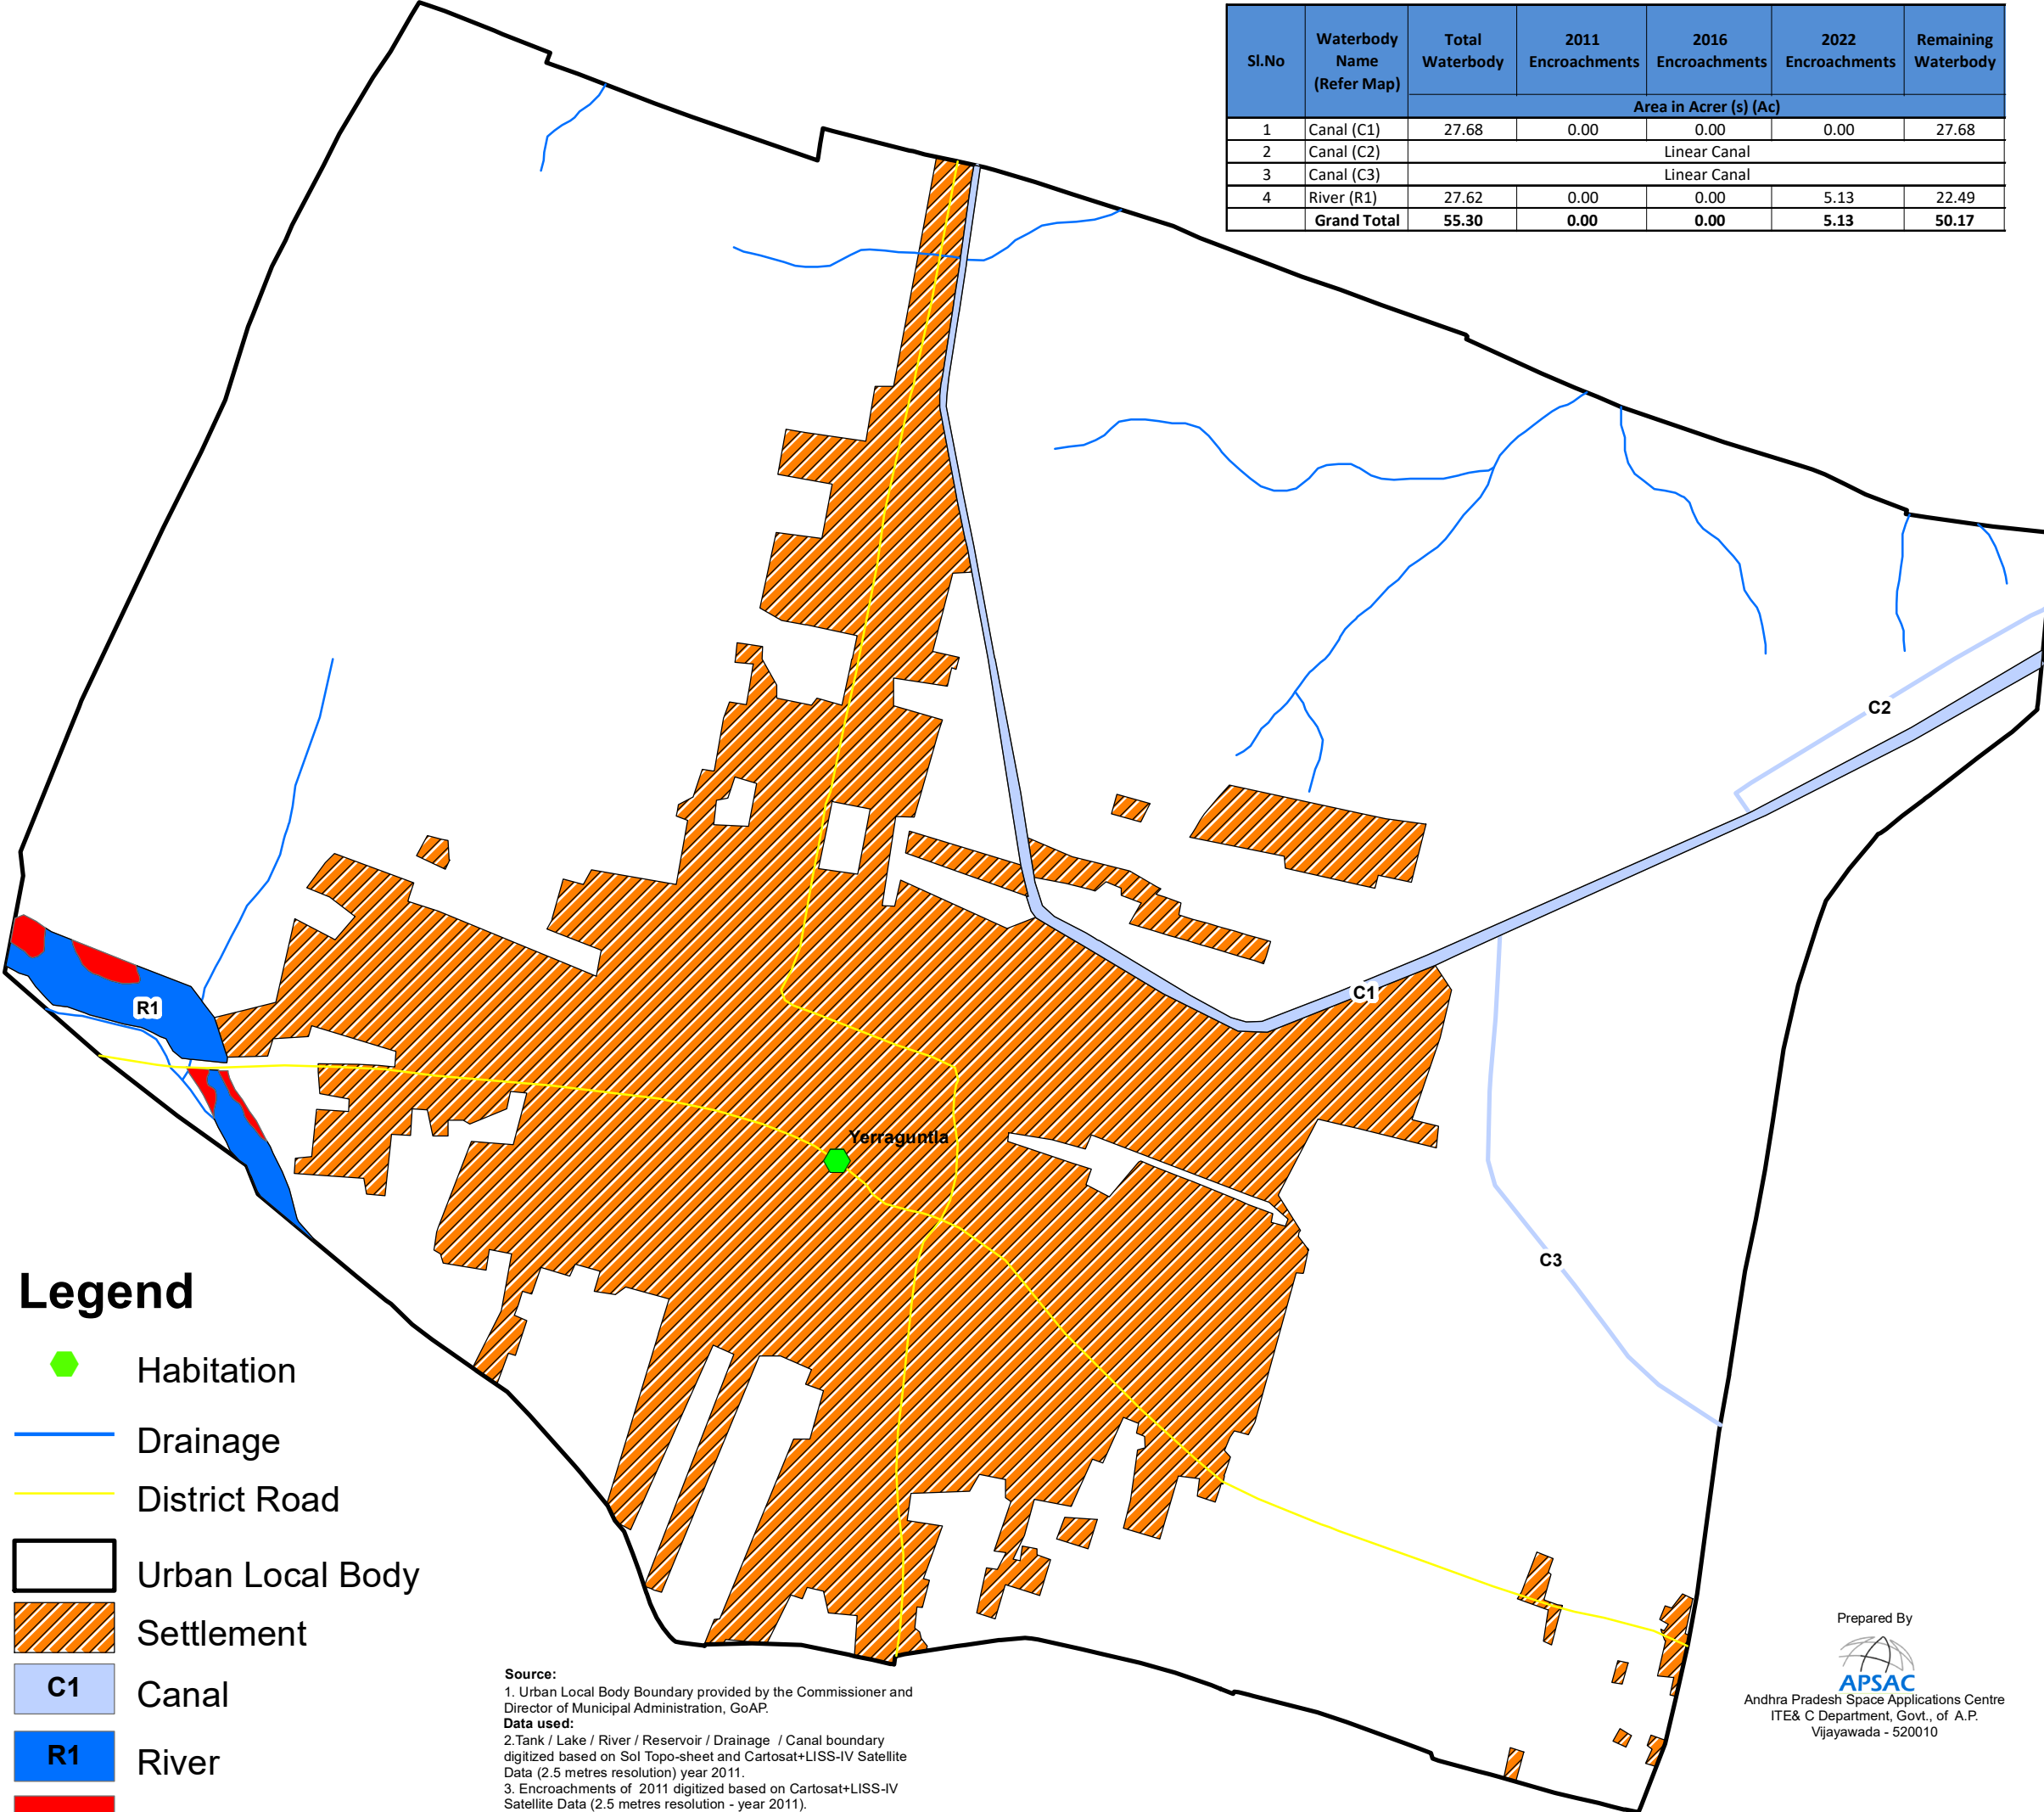 Sl.No Waterbody Name (Refer Map) Total Waterbody 2011 Encroachments 2016 Encroachments 2022 Encroachments Remaining Waterbody
Area in Acrer (s) (Ac)
1 Canal (C1) 27.68 0.00 0.00 0.00 27.68
2 Canal (C2) Linear Canal
3 Canal (C3) Linear Canal
4 River (R1) 27.62 0.00 0.00 5.13 22.49
Grand Total 55.30 0.00 0.00 5.13 50.17
C2
C1
R1
Yerraguntla
C3
Legend
Habitation
Drainage
District Road
Urban Local Body
Settlement
C1 Canal
R1 River
Source:
1. Urban Local Body Boundary provided by the Commissioner and
Director of Municipal Administration, GoAP.
Data used:
2.Tank / Lake / River / Reservoir / Drainage / Canal boundary
digitized based on SoI Topo-sheet and Cartosat+LISS-IV Satellite
Data (2.5 metres resolution) year 2011.
3. Encroachments of 2011 digitized based on Cartosat+LISS-IV
Satellite Data (2.5 metres resolution - year 2011).
Prepared By
APSAC
Andhra Pradesh Space Applications Centre
ITE& C Department, Govt., of A.P.
Vijayawada - 520010